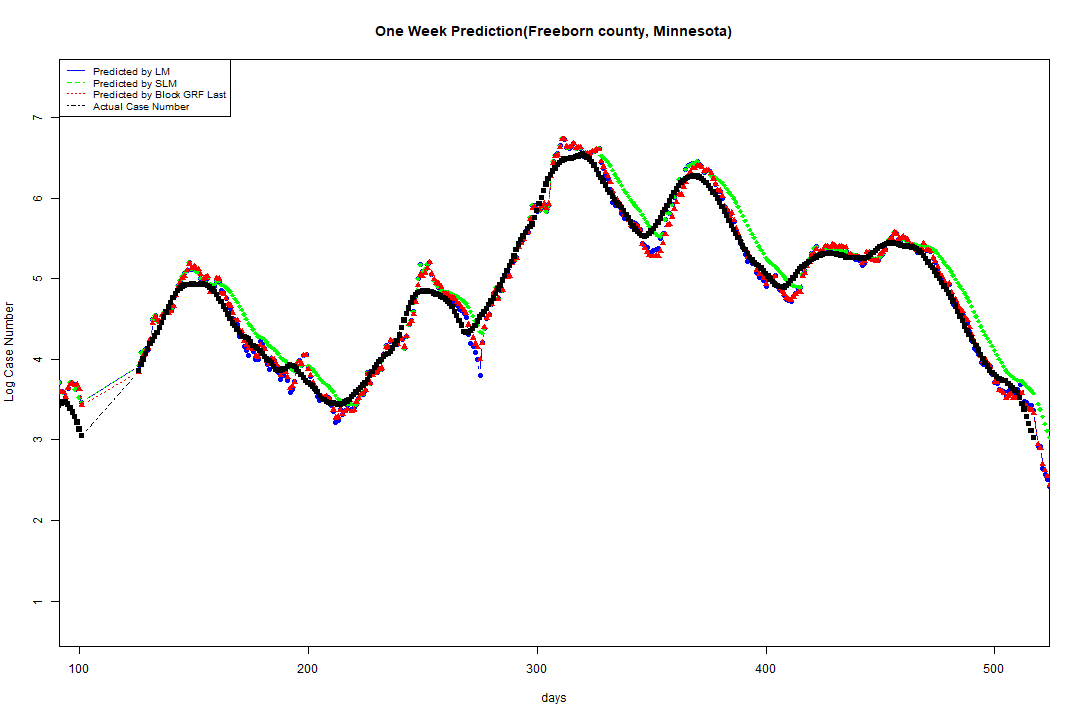 One Week Prediction(Freeborn county, Minnesota)
Predicted by LM
Predicted by SLM
Predicted by Block GRF Last
Actual Case Number
7
6
5
4
3
2
1
Log Case Number
100 200 300 400 500
days